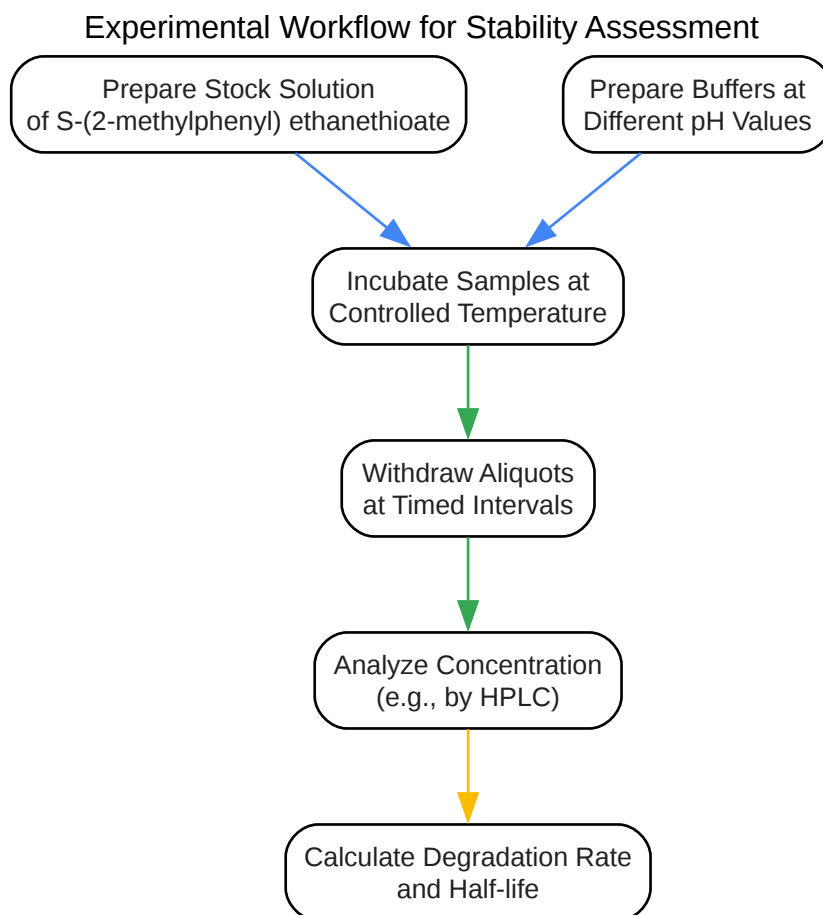 Experimental Workflow for Stability Assessment
Prepare Stock Solution
of S-(2-methylphenyl) ethanethioate
Prepare Buffers at
Different pH Values
Incubate Samples at
Controlled Temperature
Withdraw Aliquots
at Timed Intervals
Analyze Concentration
(e.g., by HPLC)
Calculate Degradation Rate
and Half-life